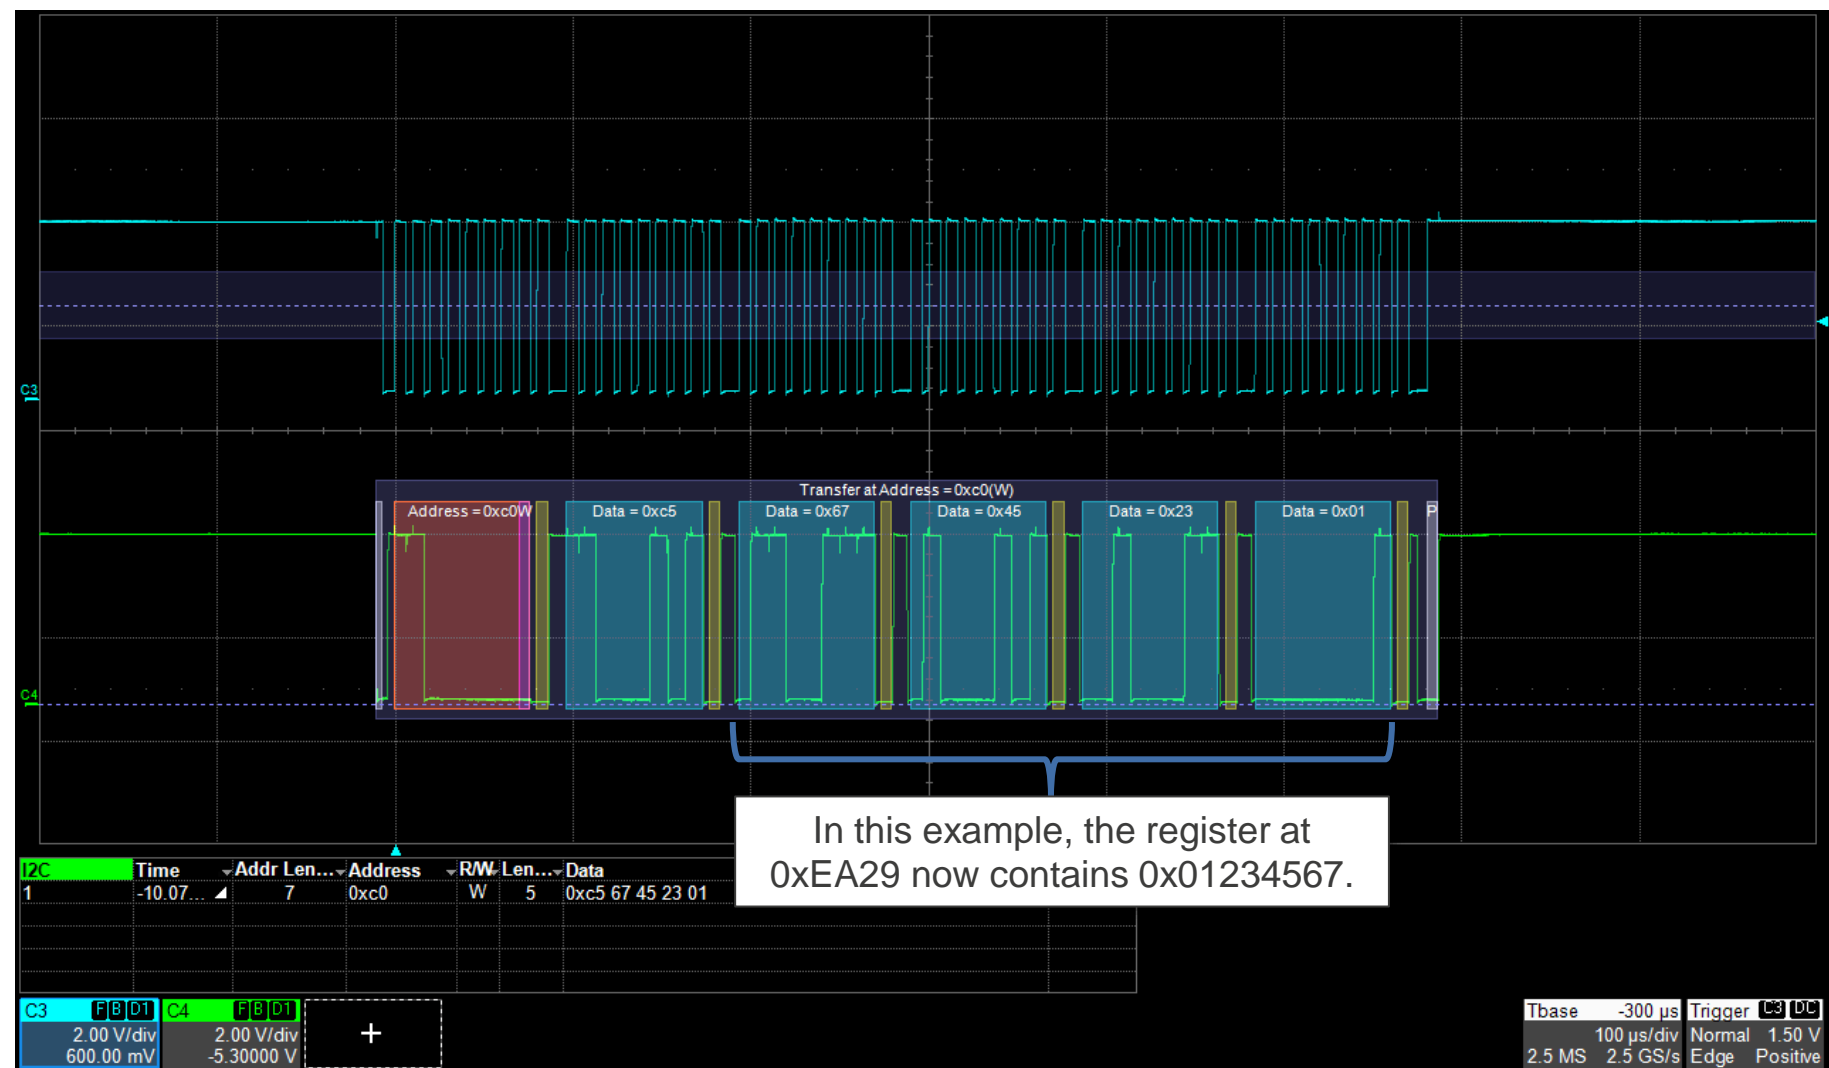 C3
Transfer at Address = 0xc0(W)
Address = 0xc0W
Data = 0xc5
Data = 0x67
Data = 0x45
Data = 0x23
Data = 0x01
P
C4
In this example, the register at
0xEA29 now contains 0x01234567.
I2C Time Addr Len... Address R/W Len... Data
1 -10.07... 7 0xc0 W 5 0xc5 67 45 23 01
C3 F B D1
2.00 V/div
600.00 mV
C4 F B D1
2.00 V/div
-5.30000 V
+
Tbase -300 µs
100 µs/div
2.5 MS 2.5 GS/s
Trigger C3 DC
Normal 1.50 V
Edge Positive